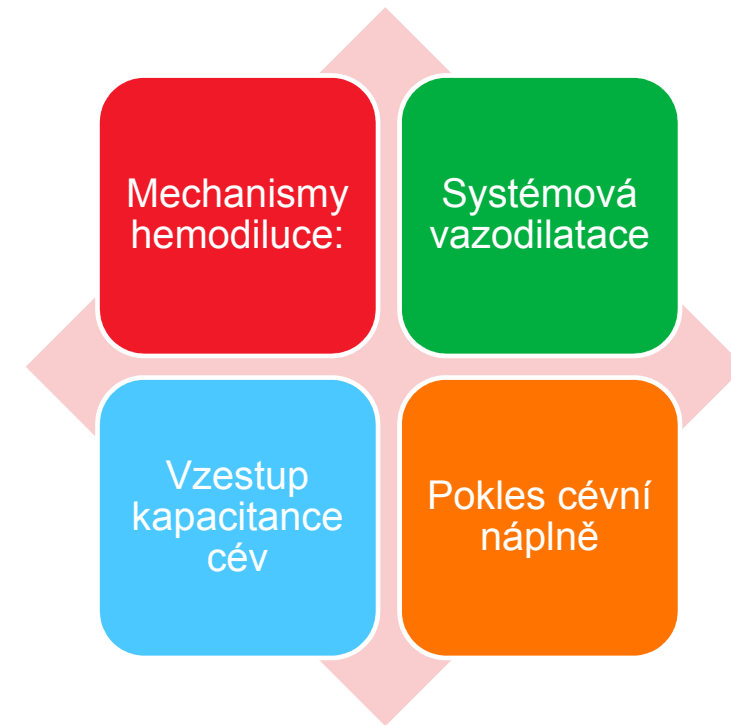 Mechanismy
hemodiluce:
Systémová
vazodilatace
Vzestup
kapacitance
cév
Pokles cévní
náplně